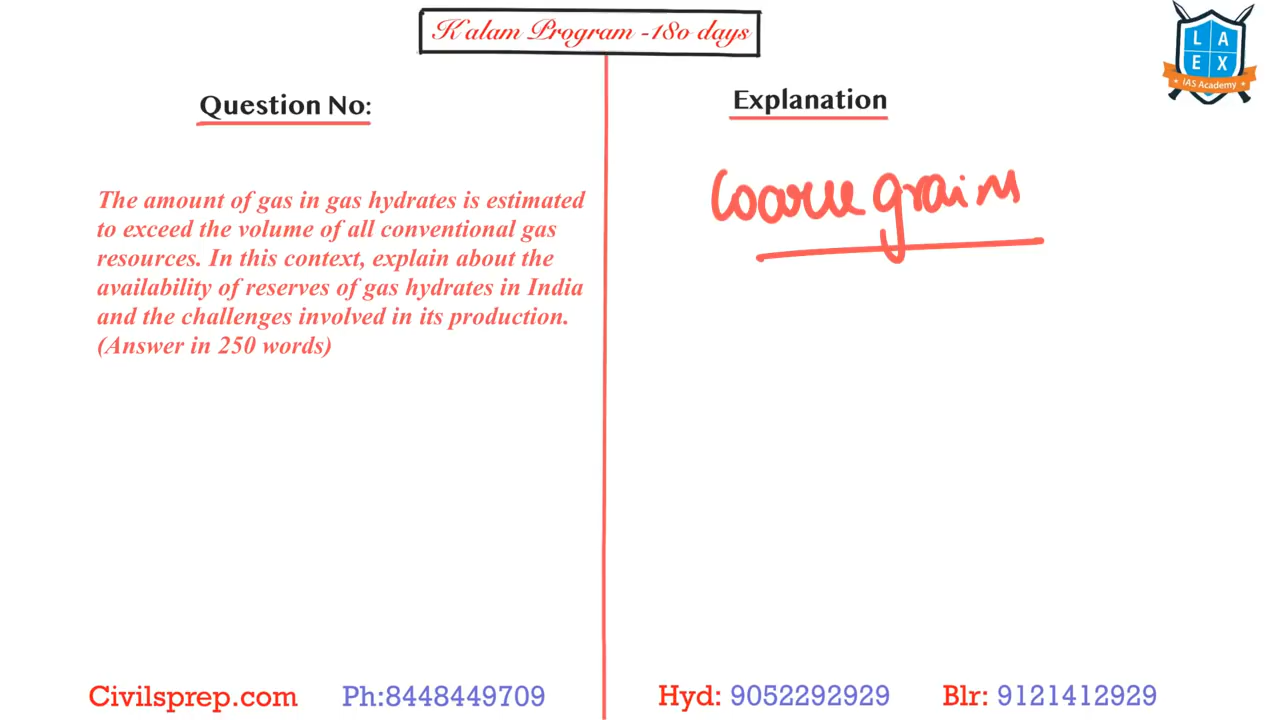 Kalam Program -180 days
L A
E X
IAS Academy
Question No:
The amount of gas in gas hydrates is estimated
to exceed the volume of all conventional gas
resources. In this context, explain about the
availability of reserves of gas hydrates in India
and the challenges involved in its production.
(Answer in 250 words)
Explanation
Coarse grains
Civilsprep.com Ph:8448449709
Hyd: 9052292929 Blr: 9121412929